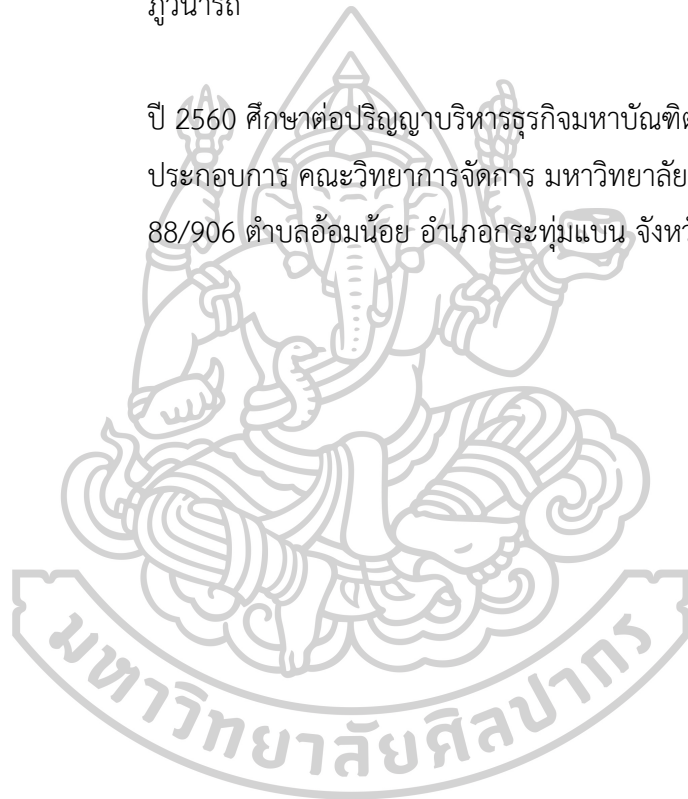 ภูวนารถ
ปี 2560 ศึกษาต่อปริญญาบริหารธุรกิจมหาบัณฑิต
ประกอบการ คณะวิทยาการจัดการ มหาวิทยาลัย
88/906 ตำบลอ้อมน้อย อำเภอกระทุ่มแบน จังหวั
มหาวิทยาลัยศิลปากร